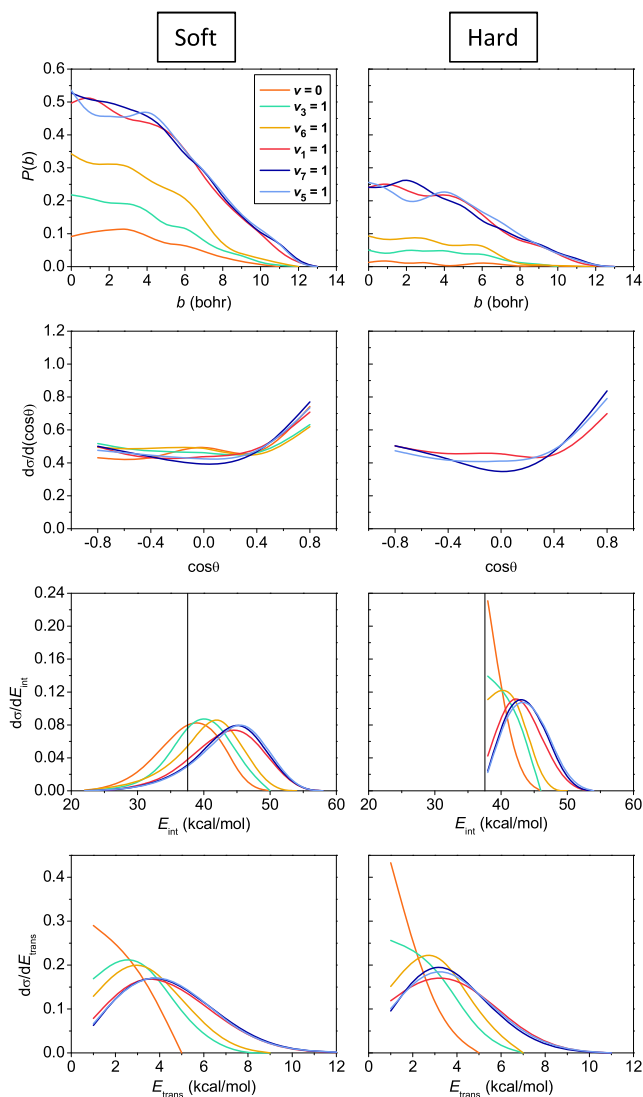 Soft
Hard
P(b)
0.6
0.5
0.4
0.3
0.2
0.1
0.0
v = 0
v₃ = 1
v₆ = 1
v₁ = 1
v₇ = 1
v₅ = 1
0 2 4 6 8 10 12 14
b (bohr)
0 2 4 6 8 10 12 14
b (bohr)
dσ/d(cosθ)
1.2
1.0
0.8
0.6
0.4
0.2
0.0
-0.8 -0.4 0.0 0.4 0.8
cosθ
-0.8 -0.4 0.0 0.4 0.8
cosθ
dσ/dE_int
0.24
0.20
0.16
0.12
0.08
0.04
0.00
20 30 40 50 60
E_int (kcal/mol)
20 30 40 50 60
E_int (kcal/mol)
dσ/dE_trans
0.4
0.3
0.2
0.1
0.0
0 2 4 6 8 10 12
E_trans (kcal/mol)
0 2 4 6 8 10 12
E_trans (kcal/mol)